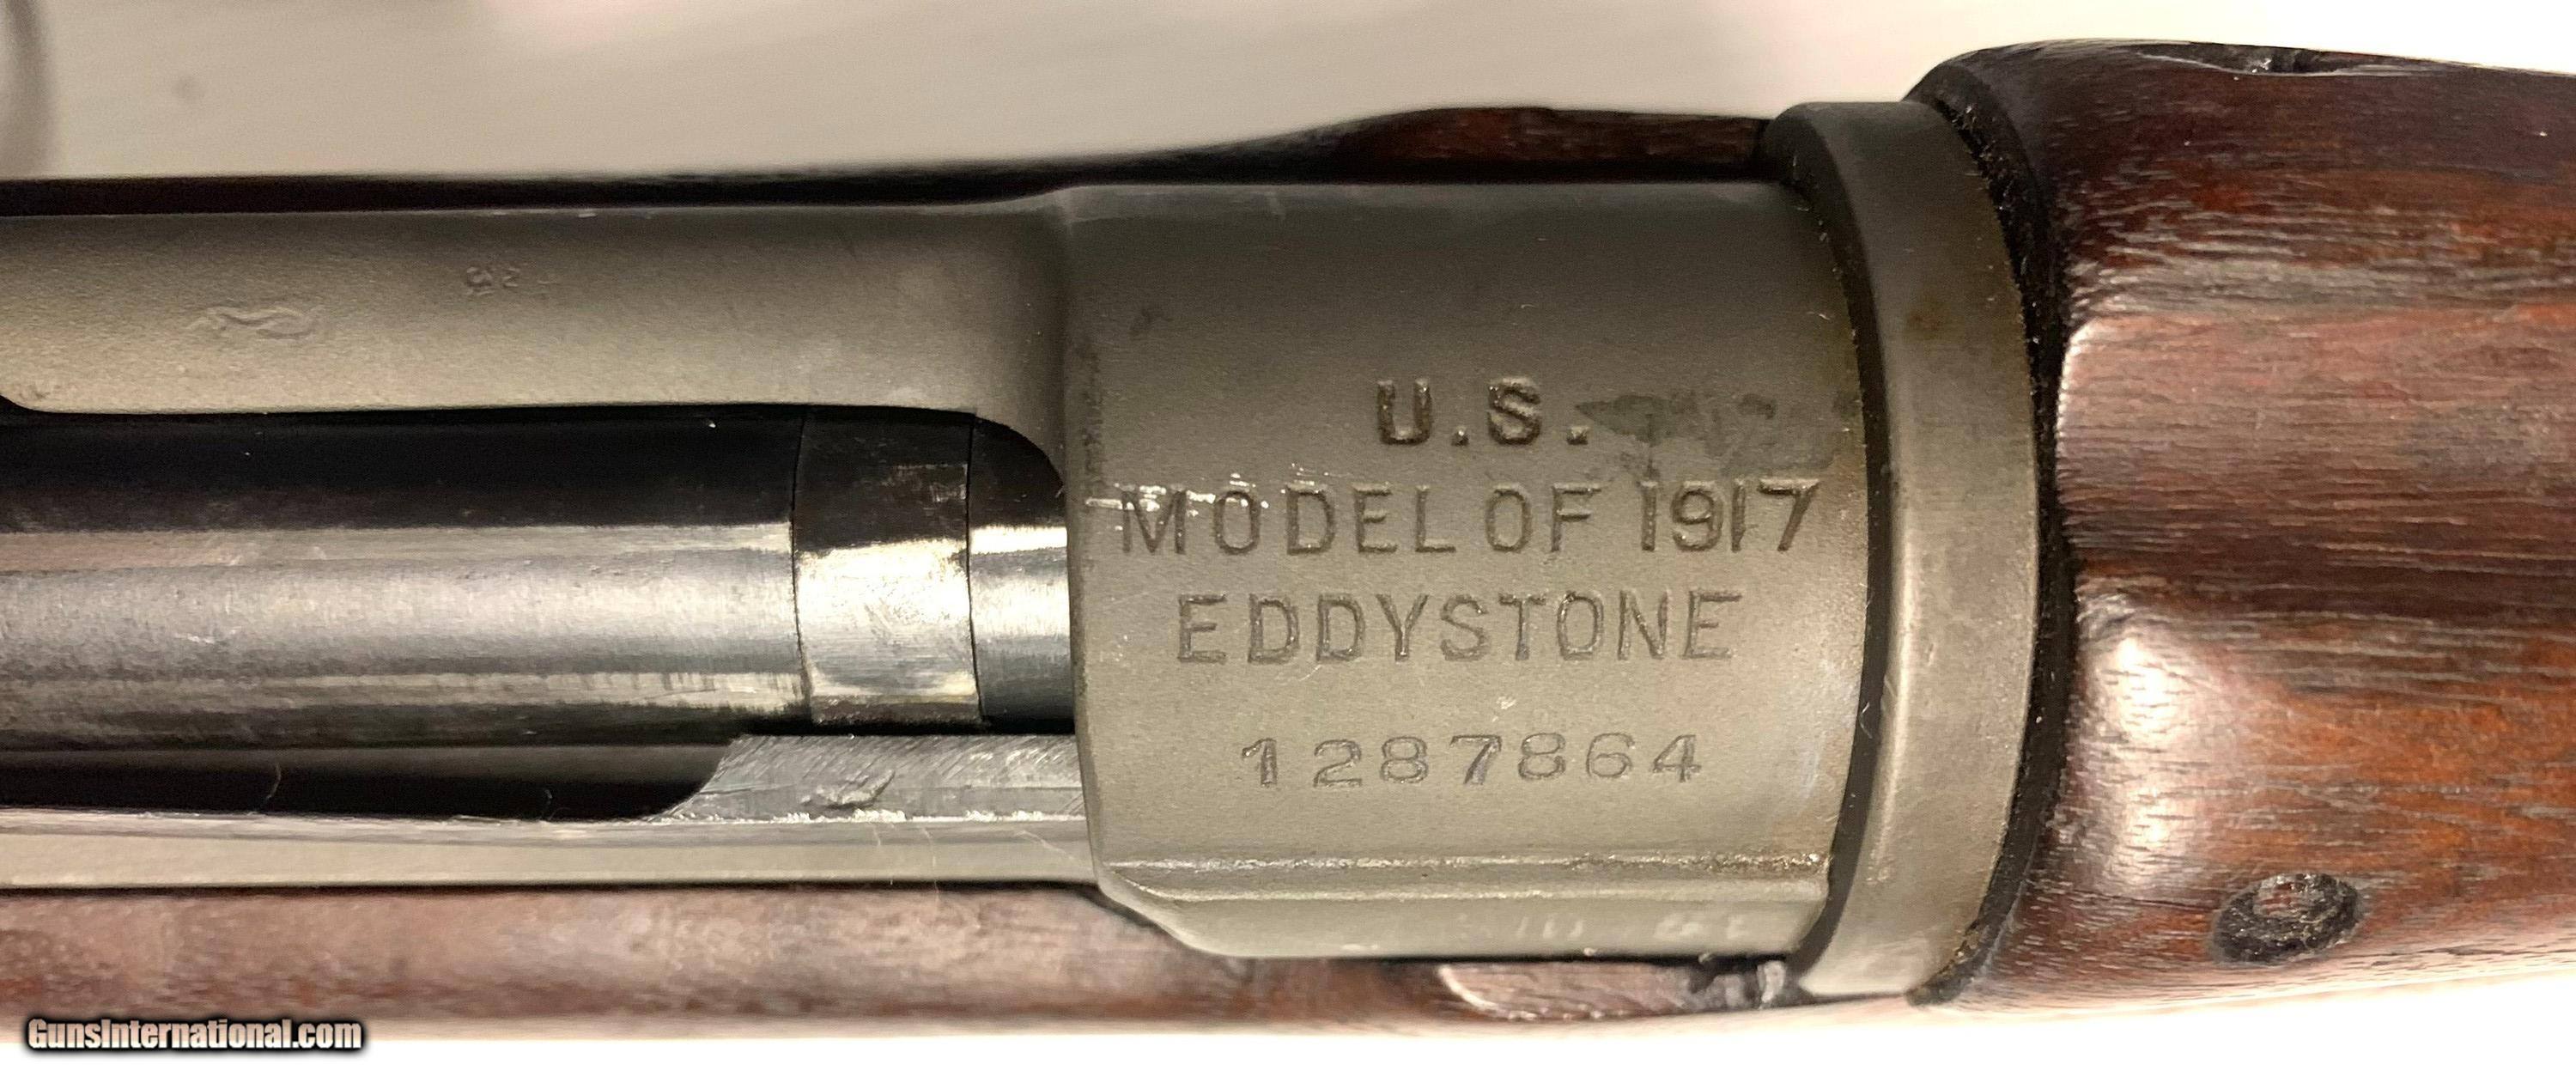 U.S.
MODEL OF 1917
EDDYSTONE
1287864
GunsInternational.com